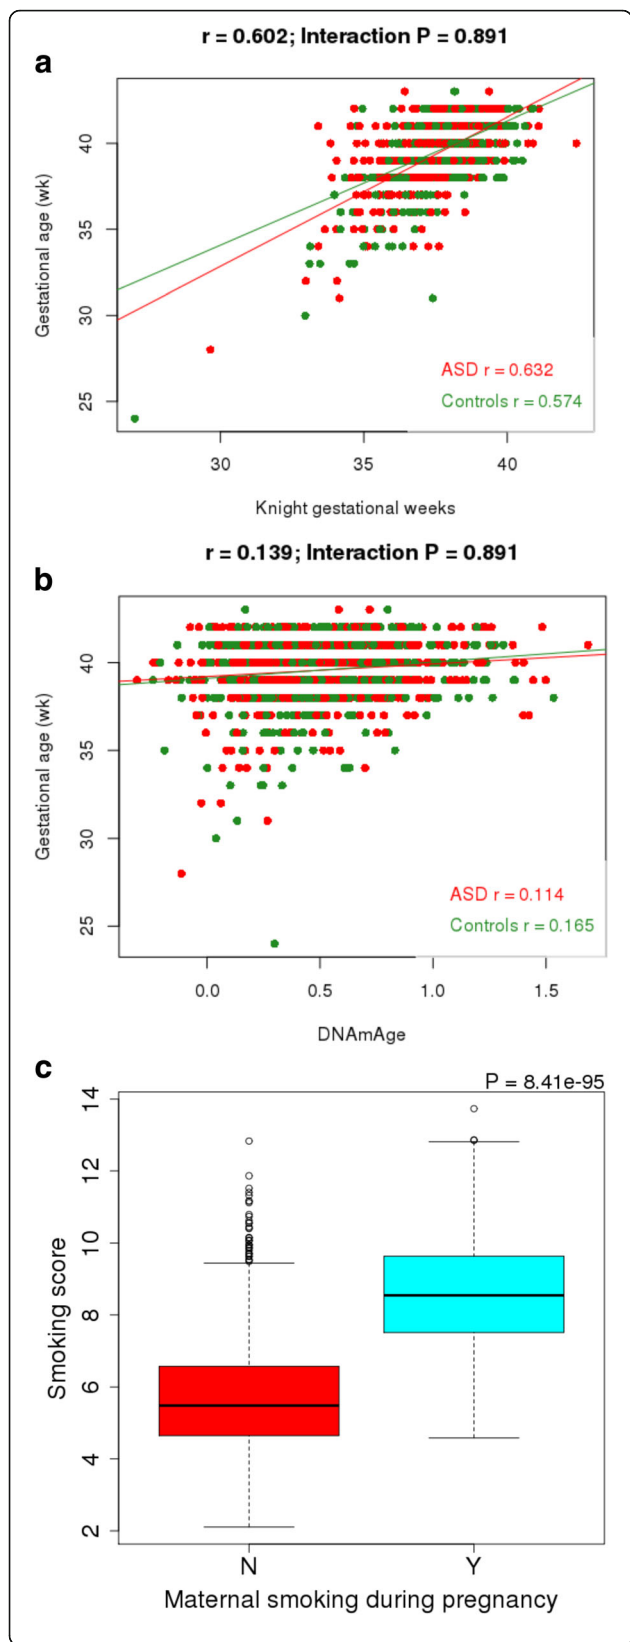 r = 0.602; Interaction P = 0.891
a
40
35
30
25
Gestational age (wk)
ASD r = 0.632
Controls r = 0.574
30 35 40
Knight gestational weeks
r = 0.139; Interaction P = 0.891
b
40
35
30
25
Gestational age (wk)
ASD r = 0.114
Controls r = 0.165
0.0 0.5 1.0 1.5
DNAmAge
c
P = 8.41e-95
14
12
10
8
6
4
2
Smoking score
N Y
Maternal smoking during pregnancy